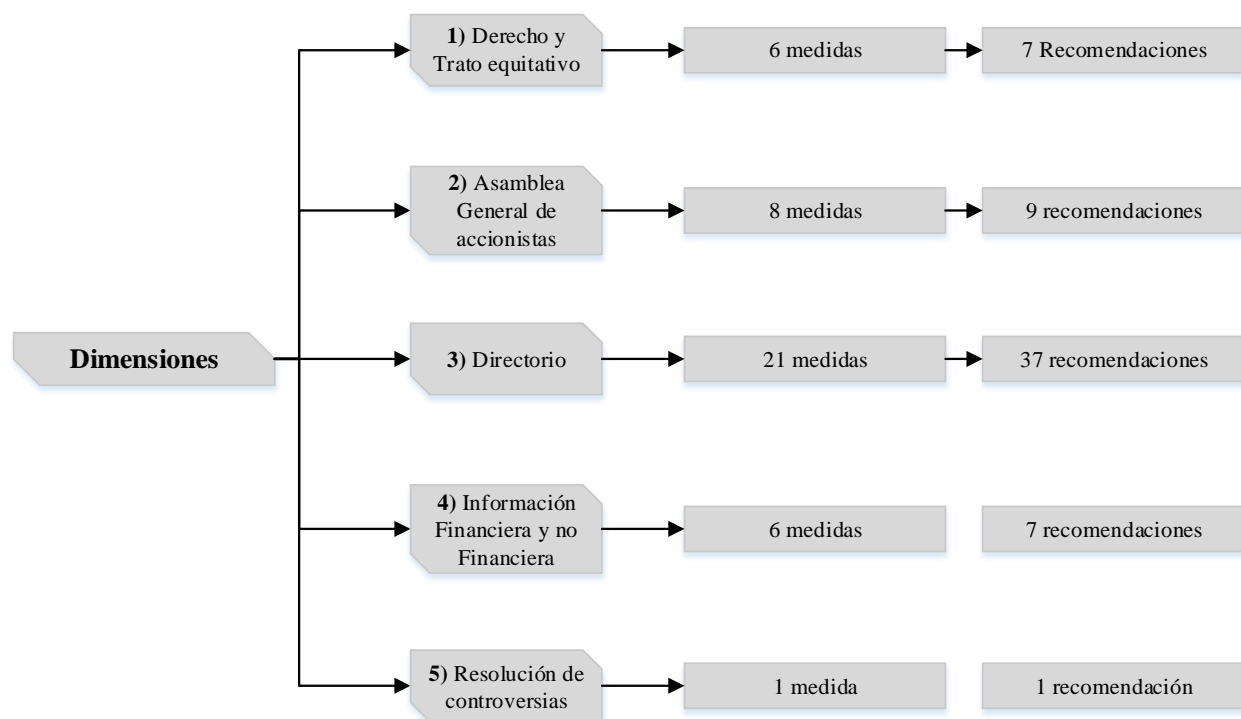 1) Derecho y
Trato equitativo
6 medidas
7 Recomendaciones
2) Asamblea
General de
accionistas
8 medidas
9 recomendaciones
Dimensiones
3) Directorio
21 medidas
37 recomendaciones
4) Información
Financiera y no
Financiera
6 medidas
7 recomendaciones
5) Resolución de
controversias
1 medida
1 recomendación